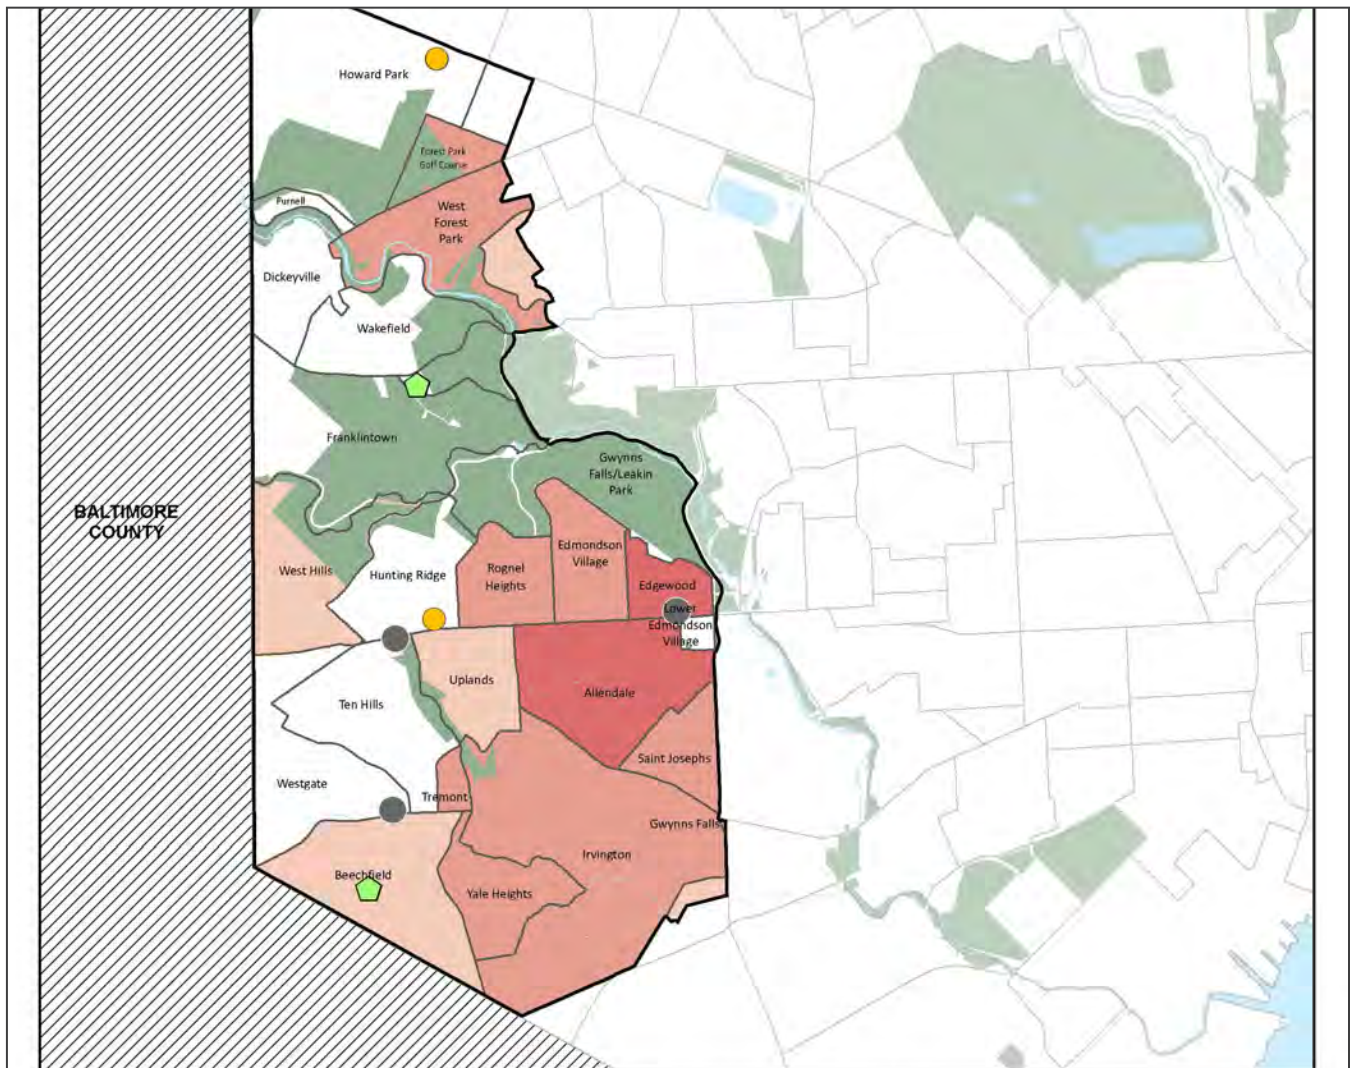 Howard Park
Forest Park
Golf Course
Purnell
West
Forest
Park
Dickeyville
Wakefield
Franklintown
Gwynns
Falls/Leakin
Park
BALTIMORE
COUNTY
West Hills
Hunting Ridge
Rognel
Heights
Edmondson
Village
Edgewood
Lower
Edmondson
Village
Uplands
Allendale
Ten Hills
Saint Josephs
Westgate
Tremont
Gwynns Falls
Irvington
Beechfield
Yale Heights